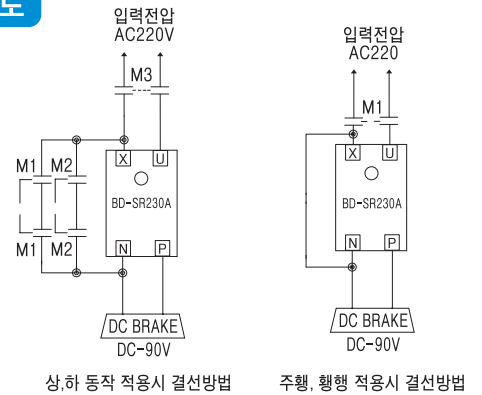 도
입력전압
AC220V
M3
M1 M2
X U
BD-SR230A
M1 M2
N P
DC BRAKE
DC-90V
상,하 동작 적용시 결선방법
입력전압
AC220
M1
X U
BD-SR230A
N P
DC BRAKE
DC-90V
주행, 횡행 적용시 결선방법